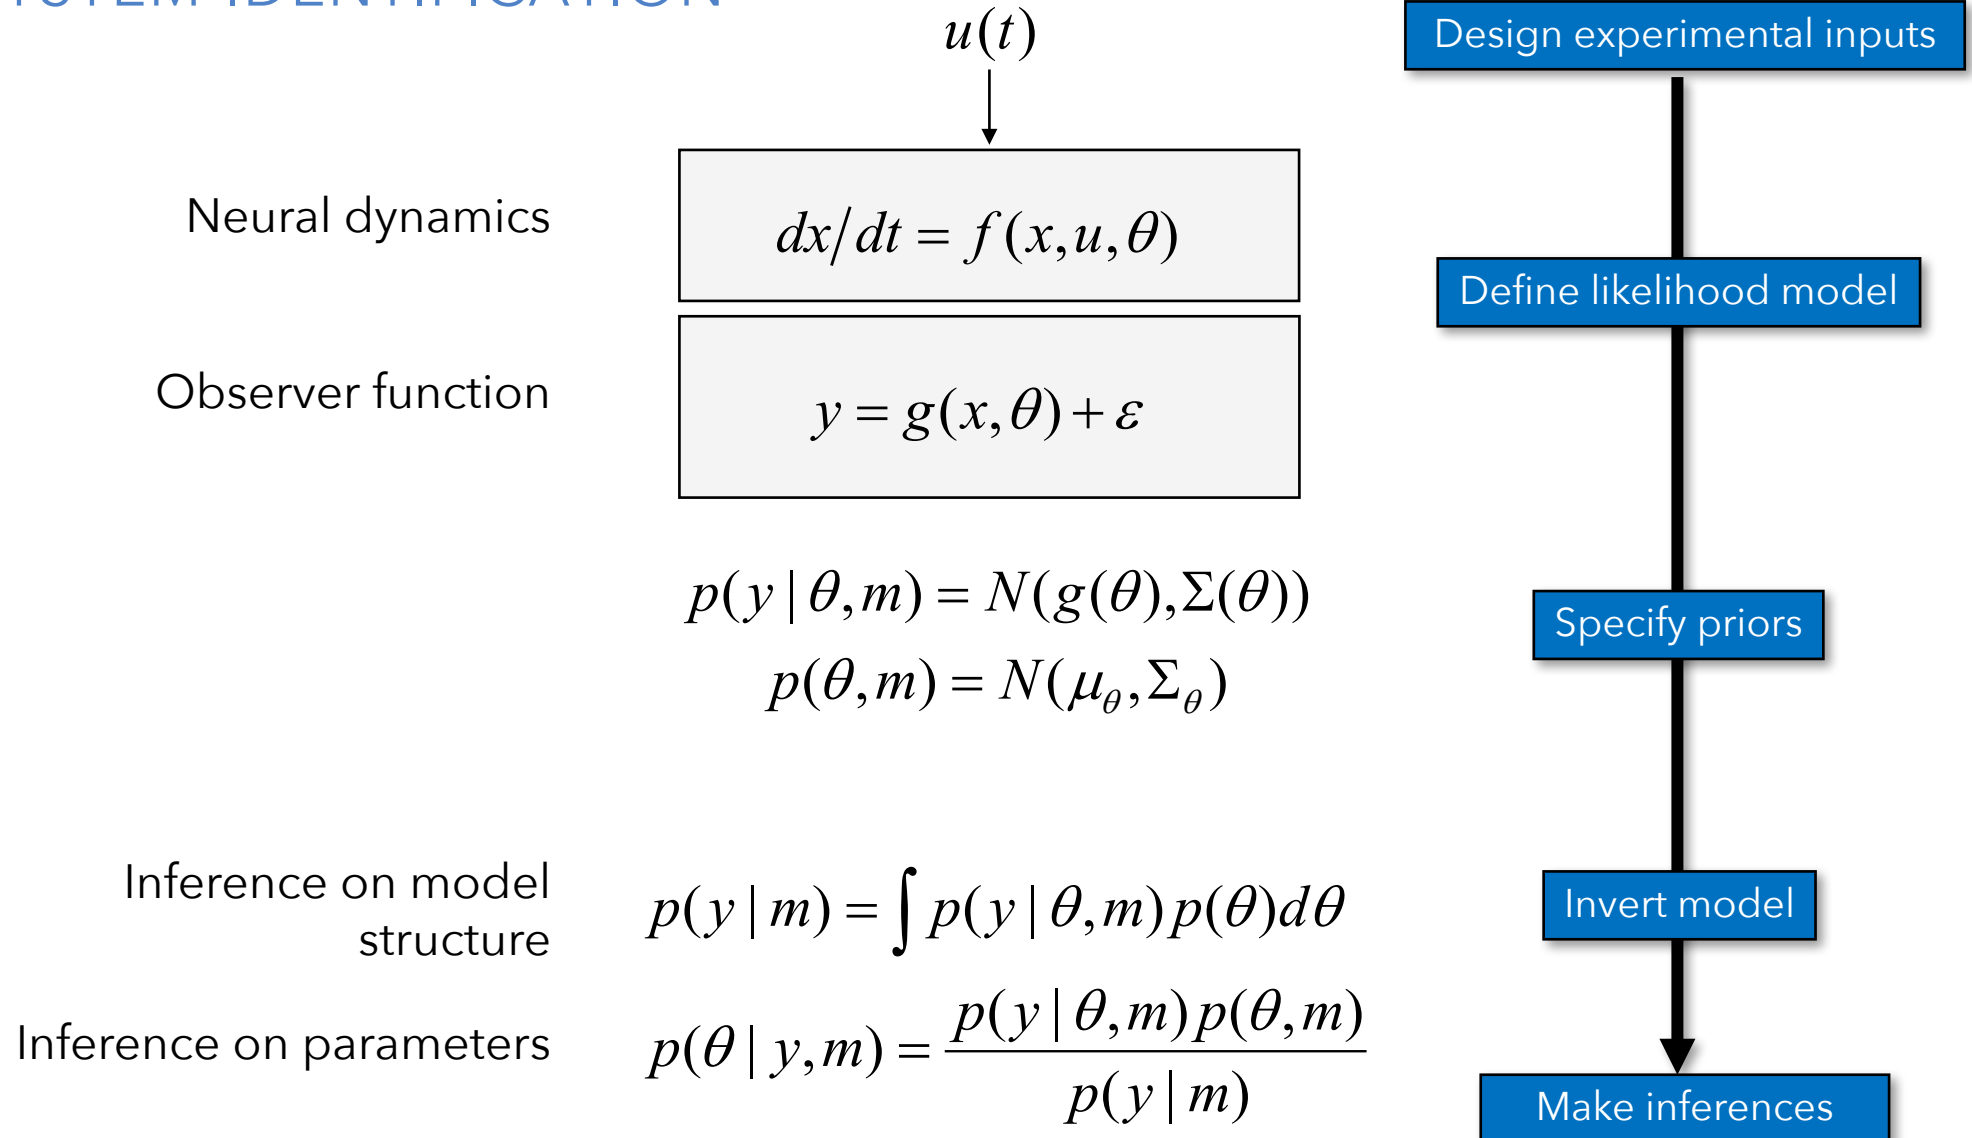 IDENTIFICATION
u(t)
Design experimental inputs
Neural dynamics
dx/dt = f(x,u,θ)
Define likelihood model
Observer function
y = g(x,θ) + ε
p(y | θ,m) = N(g(θ),Σ(θ))
Specify priors
p(θ,m) = N(μ_θ,Σ_θ)
Inference on model
structure
p(y | m) = ∫ p(y | θ,m)p(θ)dθ
Invert model
Inference on parameters
p(θ | y,m) = p(y | θ,m)p(θ,m) / p(y | m)
Make inferences